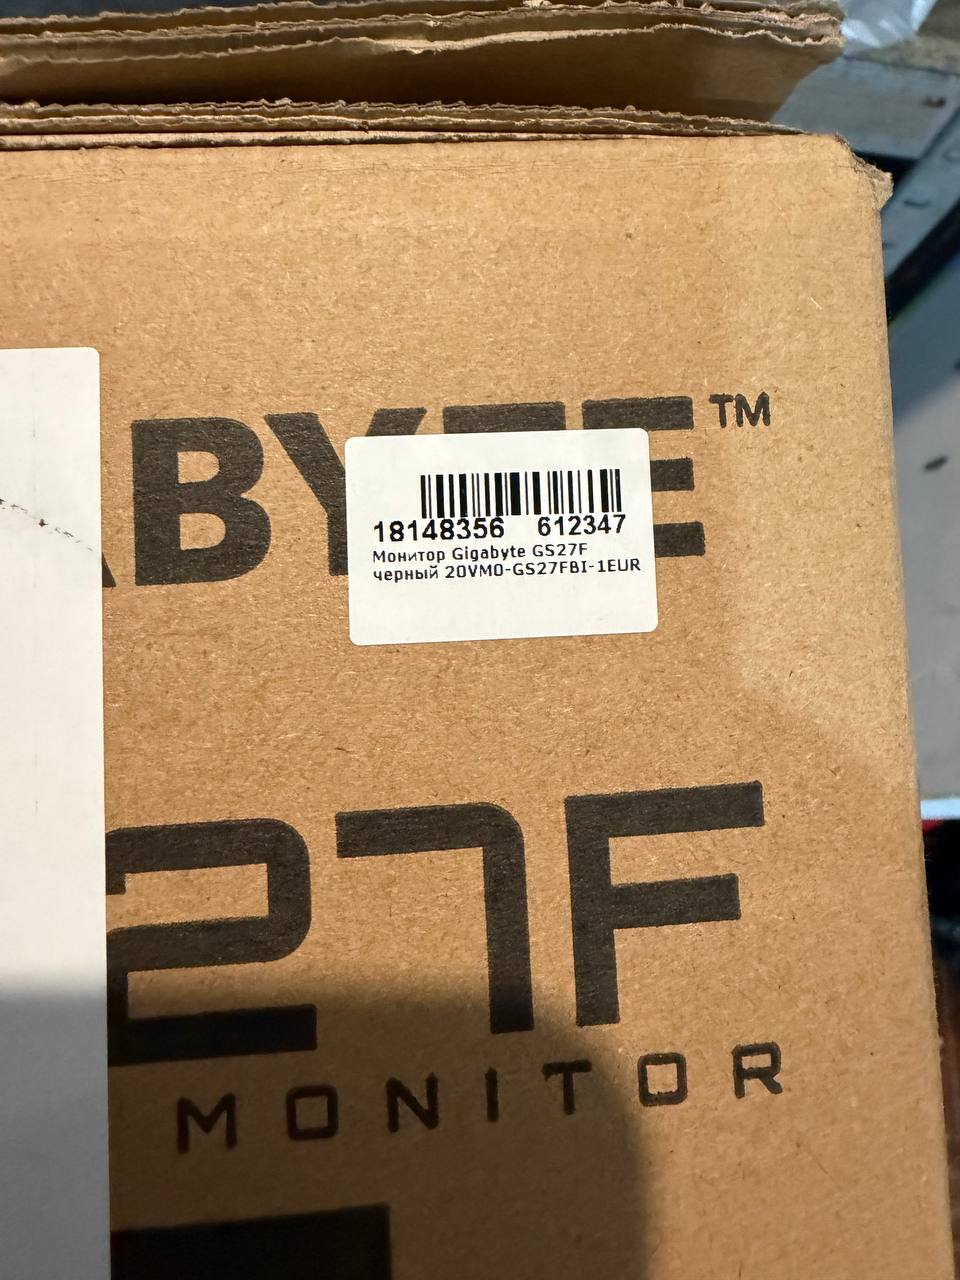 ABYTE™
18148356 612347
Монитор Gigabyte GS27F
черный 20VM0-GS27FBI-1EUR
27F
MONITOR